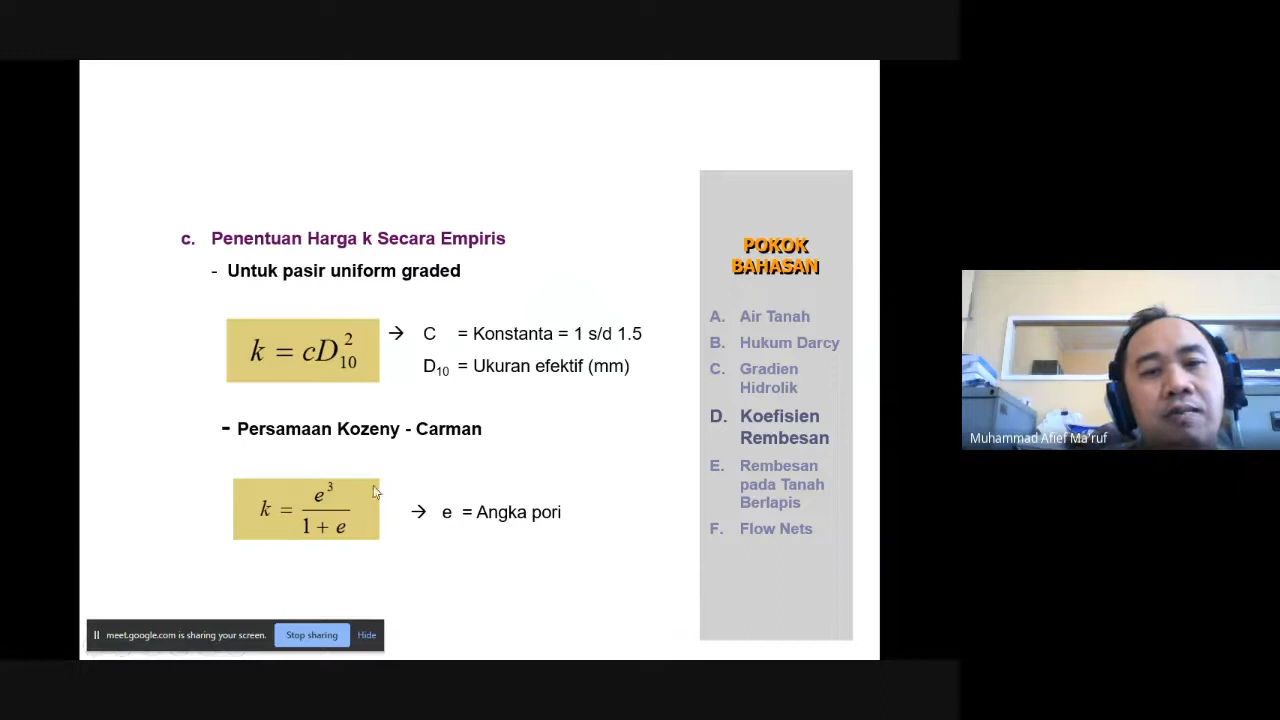 c. Penentuan Harga k Secara Empiris
- Untuk pasir uniform graded
k = cD₁₀²
→ C = Konstanta = 1 s/d 1.5
D₁₀ = Ukuran efektif (mm)
- Persamaan Kozeny - Carman
k = e³ / 1 + e
→ e = Angka pori
POKOK
BAHASAN
A. Air Tanah
B. Hukum Darcy
C. Gradien
Hidrolik
D. Koefisien
Rembesan
E. Rembesan
pada Tanah
Berlapis
F. Flow Nets
meet.google.com is sharing your screen. Stop sharing Hide
Muhammad Afief Ma'ruf